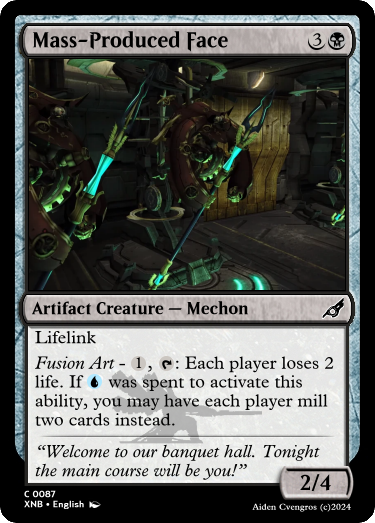 Mass-Produced Face 3
Lifelink
Artifact Creature — Mechon
Fusion Art - 1, : Each player loses 2
life. If was spent to activate this
ability, you may have each player mill
two cards instead.
“Welcome to our banquet hall. Tonight
the main course will be you!”
2/4
C 0087
XNB • English
Aiden Cvengros (c)2024